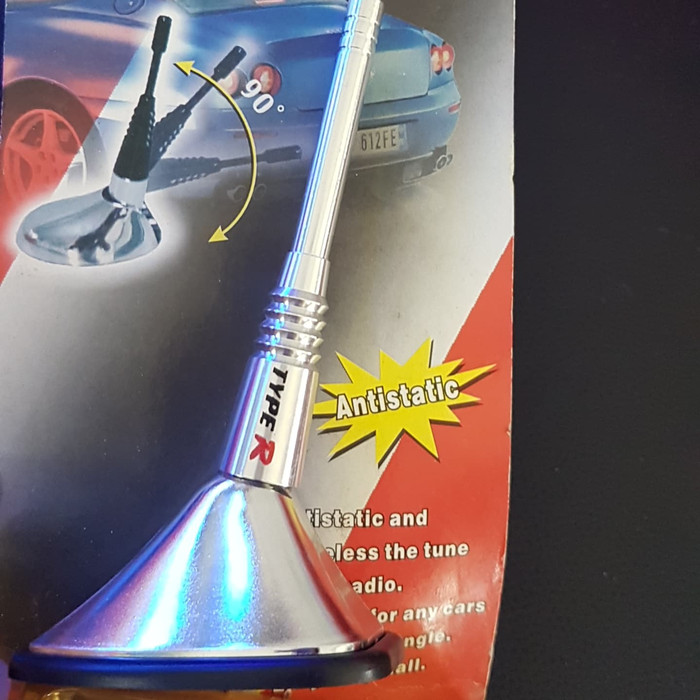 90°
612FE
TYPE R
Antistatic
tistatic and
eless the tune
adio.
for any cars
ngle.
all.